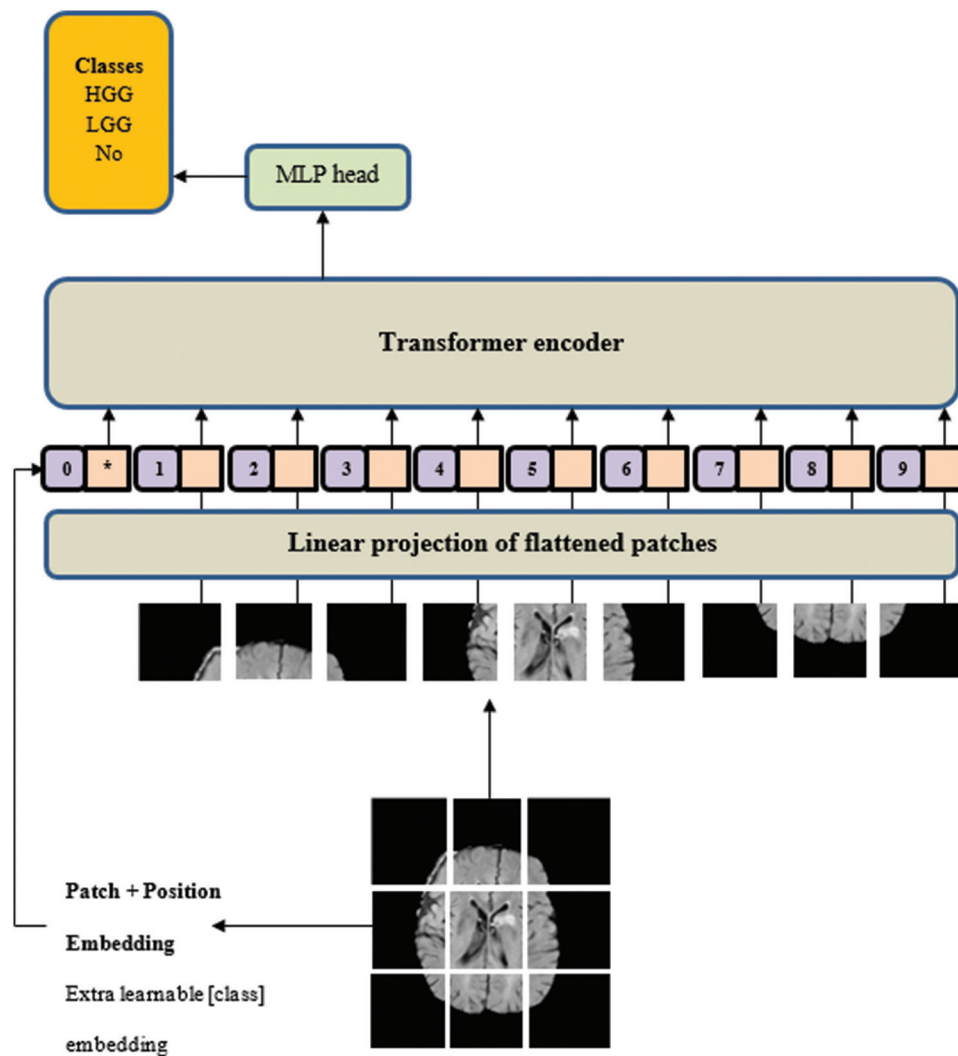 Classes
HGG
LGG
No
MLP head
Transformer encoder
0 * 1 2 3 4 5 6 7 8 9
Linear projection of flattened patches
Patch + Position
Embedding
Extra learnable [class]
embedding